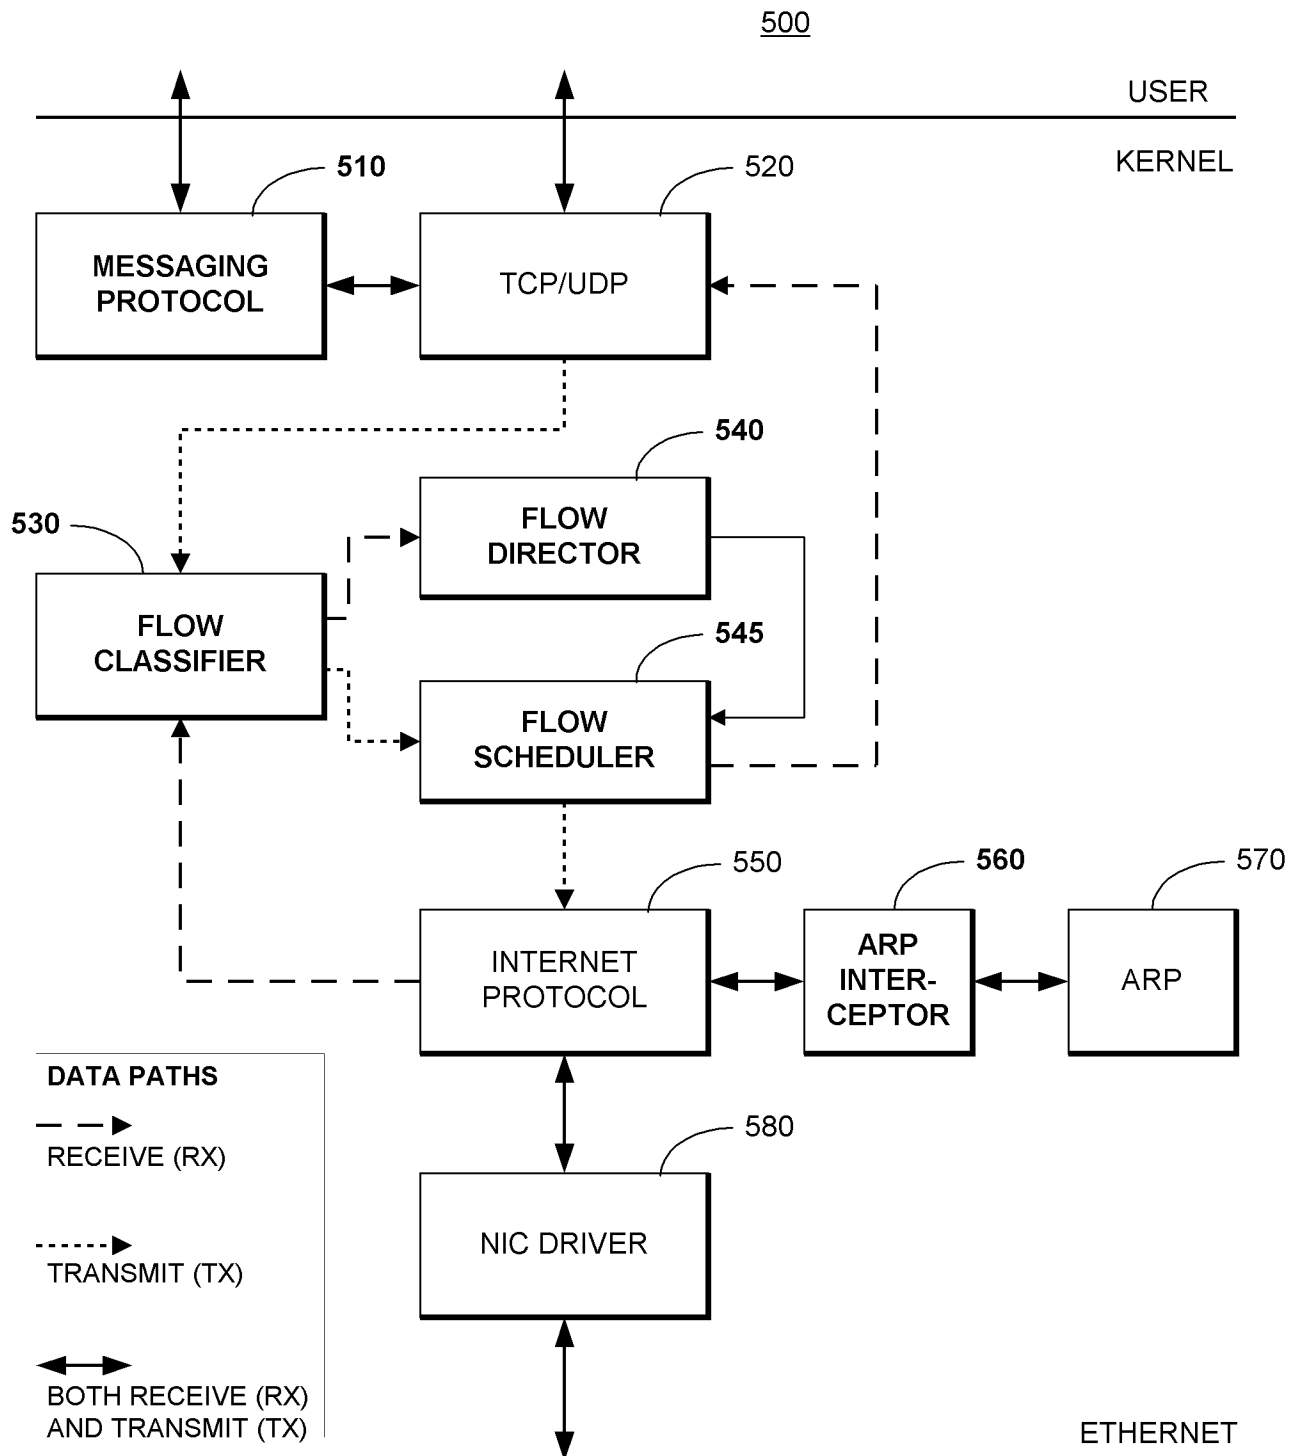 500
USER
KERNEL
510
520
MESSAGING
PROTOCOL
TCP/UDP
540
530
FLOW
DIRECTOR
FLOW
CLASSIFIER
545
FLOW
SCHEDULER
550
560
570
INTERNET
PROTOCOL
ARP
INTER-
CEPTOR
ARP
DATA PATHS
RECEIVE (RX)
TRANSMIT (TX)
BOTH RECEIVE (RX)
AND TRANSMIT (TX)
580
NIC DRIVER
ETHERNET